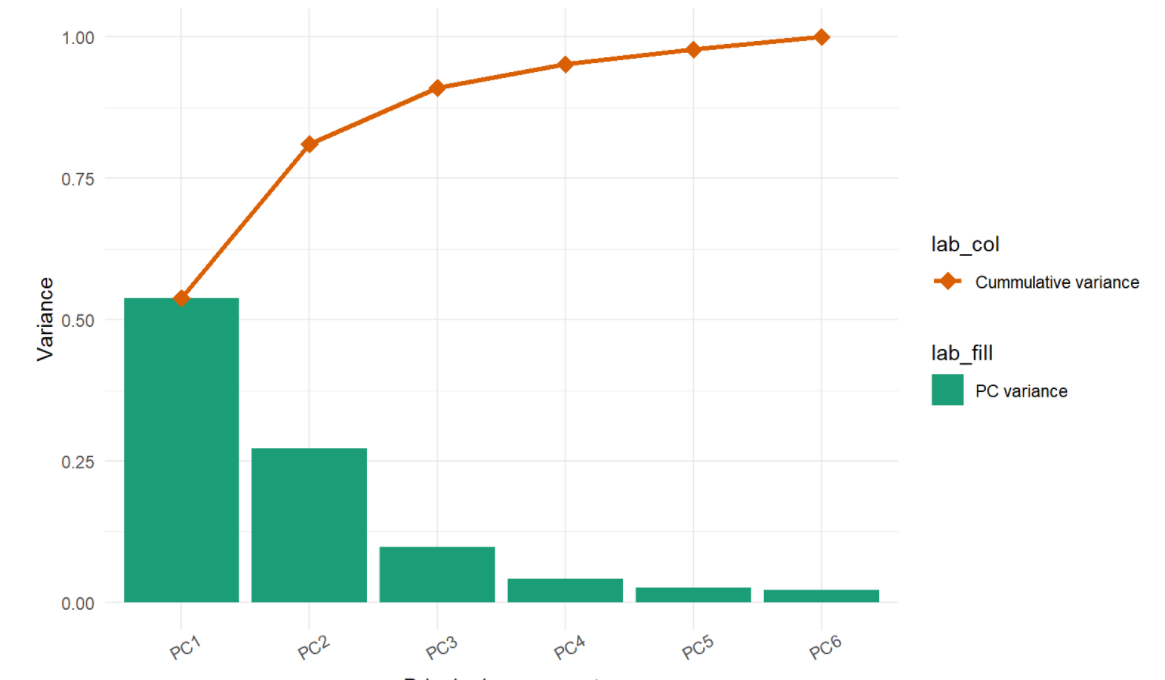 1.00
0.75
0.50
0.25
0.00
Variance
PC1
PC2
PC3
PC4
PC5
PC6
lab_col
Cummulative variance
lab_fill
PC variance